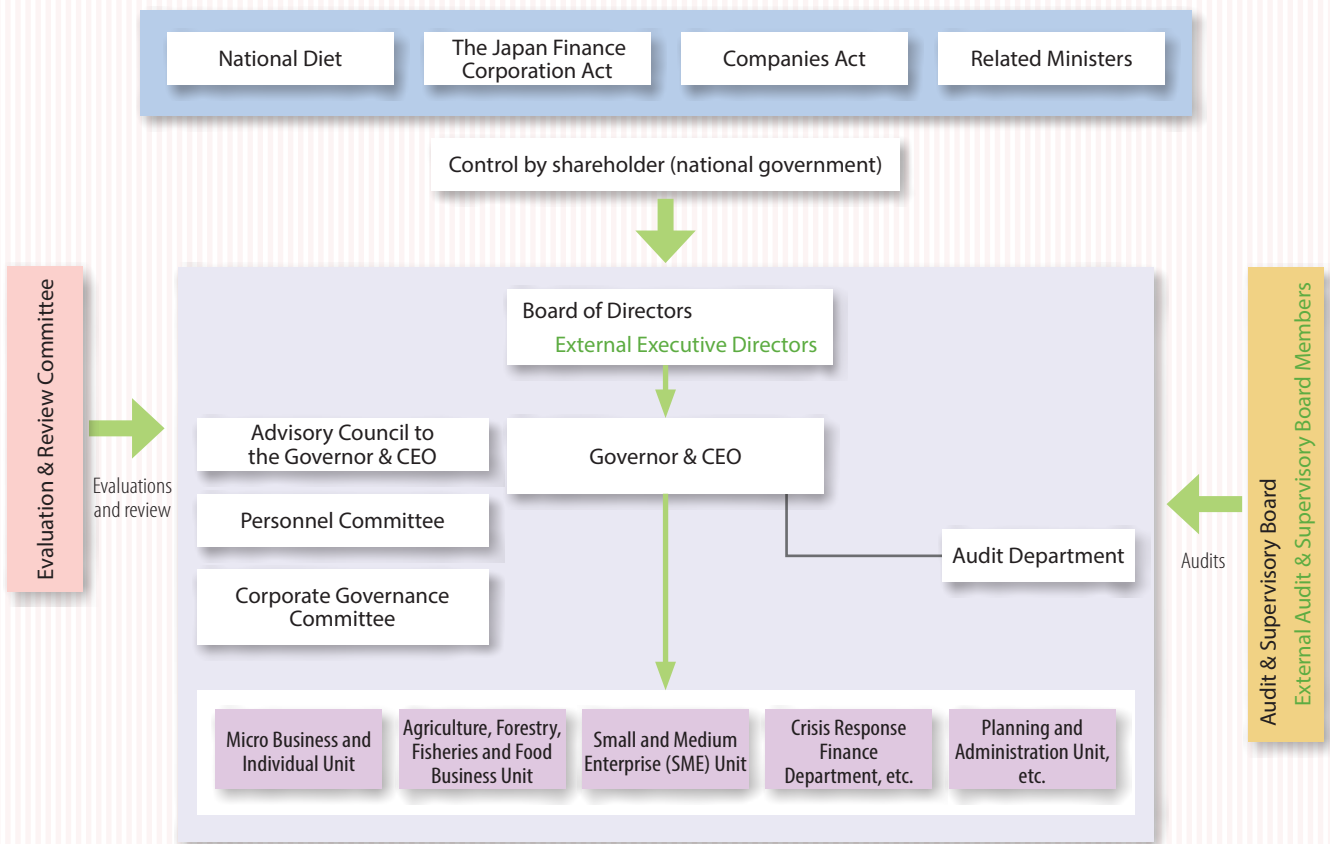 National Diet
The Japan Finance
Corporation Act
Companies Act
Related Ministers
Control by shareholder (national government)
Evaluation & Review Committee
Evaluations
and review
Board of Directors
External Executive Directors
Advisory Council to
the Governor & CEO
Governor & CEO
Personnel Committee
Corporate Governance
Committee
Audit Department
Audits
Audit & Supervisory Board
External Audit & Supervisory Board Members
Micro Business and
Individual Unit
Agriculture, Forestry,
Fisheries and Food
Business Unit
Small and Medium
Enterprise (SME) Unit
Crisis Response
Finance
Department, etc.
Planning and
Administration Unit,
etc.